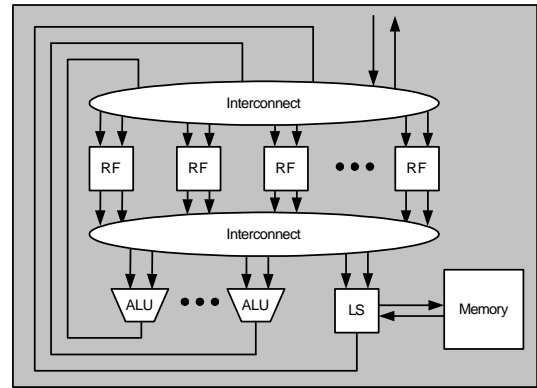 Interconnect
RF RF RF RF
Interconnect
ALU ALU LS Memory